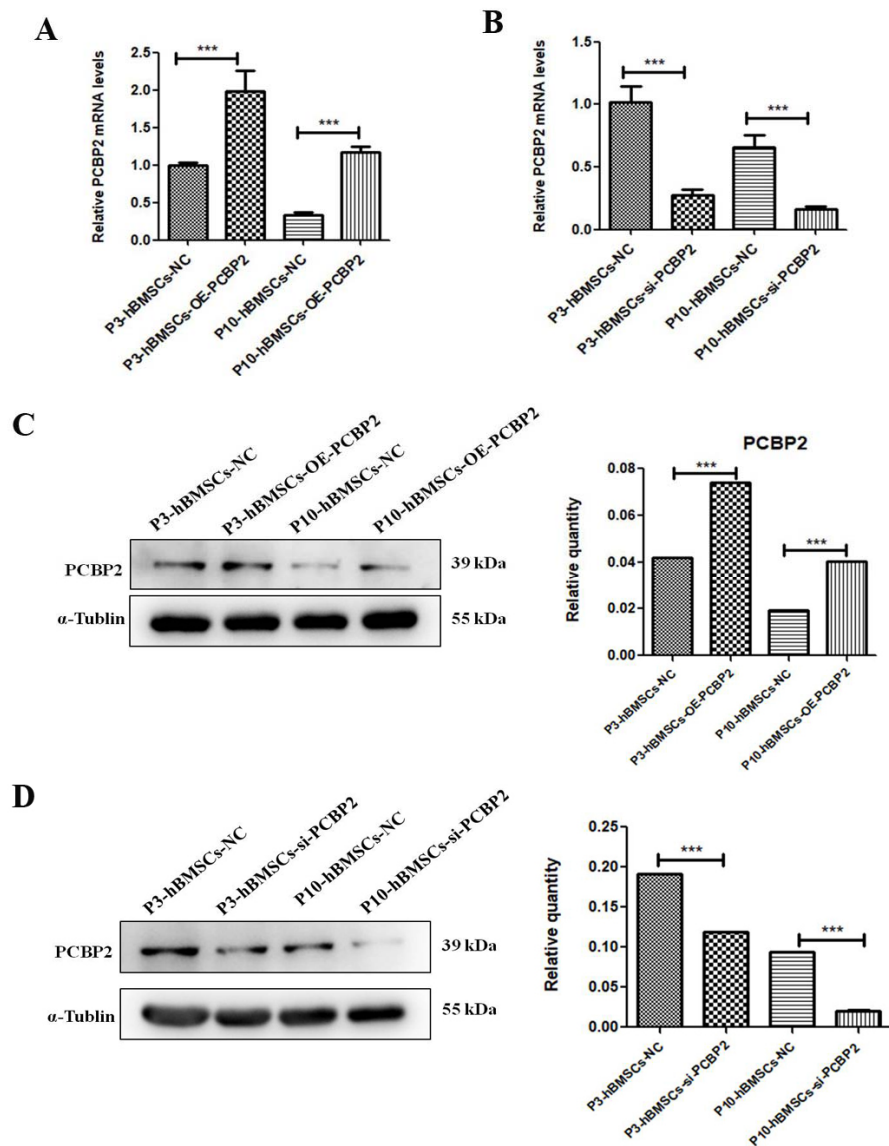 A
Relative PCBP2 mRNA levels
2.5
2.0
1.5
1.0
0.5
0.0
***
***
P3-hBMSCs-NC
P3-hBMSCs-OE-PCBP2
P10-hBMSCs-NC
P10-hBMSCs-OE-PCBP2
B
Relative PCBP2 mRNA levels
1.5
1.0
0.5
0.0
***
***
P3-hBMSCs-NC
P3-hBMSCs-si-PCBP2
P10-hBMSCs-NC
P10-hBMSCs-si-PCBP2
C
P3-hBMSCs-NC
P3-hBMSCs-OE-PCBP2
P10-hBMSCs-NC
P10-hBMSCs-OE-PCBP2
PCBP2
39 kDa
α-Tublin
55 kDa
PCBP2
Relative quantity
0.08
0.06
0.04
0.02
0.00
***
***
P3-hBMSCs-NC
P3-hBMSCs-OE-PCBP2
P10-hBMSCs-NC
P10-hBMSCs-OE-PCBP2
D
P3-hBMSCs-NC
P3-hBMSCs-si-PCBP2
P10-hBMSCs-NC
P10-hBMSCs-si-PCBP2
PCBP2
39 kDa
α-Tublin
55 kDa
Relative quantity
0.25
0.20
0.15
0.10
0.05
0.00
***
***
P3-hBMSCs-NC
P3-hBMSCs-si-PCBP2
P10-hBMSCs-NC
P10-hBMSCs-si-PCBP2